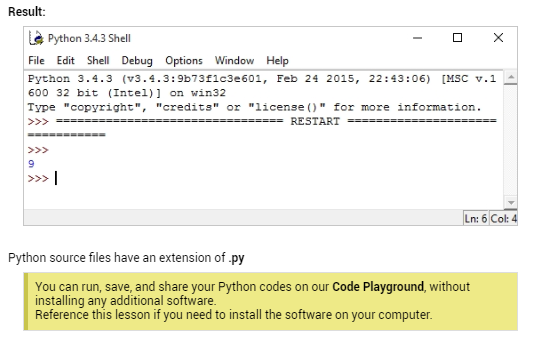 Result:
Python 3.4.3 Shell
File Edit Shell Debug Options Window Help
Python 3.4.3 (v3.4.3:9b73f1c3e601, Feb 24 2015, 22:43:06) [MSC v.1
600 32 bit (Intel)] on win32
Type "copyright", "credits" or "license()" for more information.
>>> ================================ RESTART =====================
===========
>>>
9
>>>
Ln: 6 Col: 4
Python source files have an extension of .py
You can run, save, and share your Python codes on our Code Playground, without
installing any additional software.
Reference this lesson if you need to install the software on your computer.